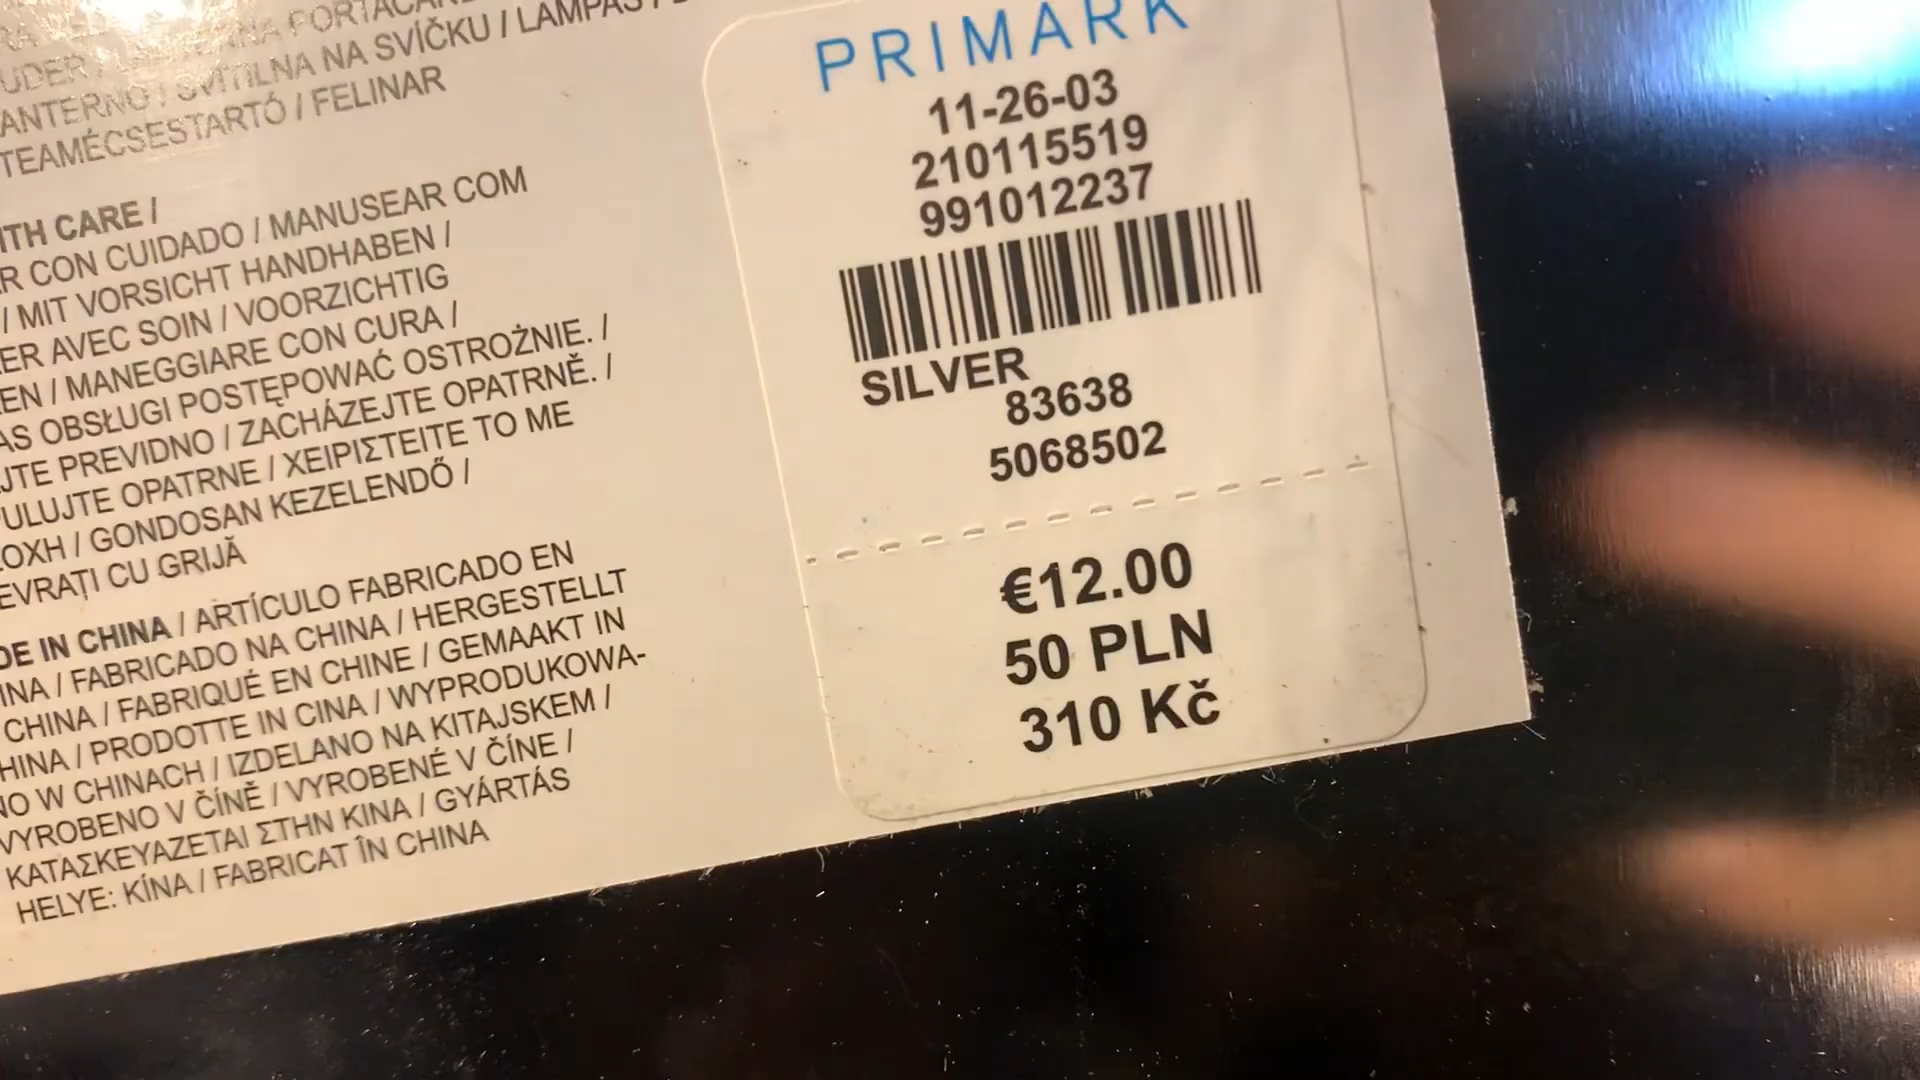 PORTACAN
UDER / SVÍTILNA NA SVÍČKU / LAMPAS /
ANTERNO /
TEAMÉCSESTARTÓ / FELINAR
ITH CARE /
R CON CUIDADO / MANUSEAR COM
/ MIT VORSICHT HANDHABEN /
ER AVEC SOIN / VOORZICHTIG
EN / MANEGGIARE CON CURA /
AS OBSŁUGI POSTĘPOWAĆ OSTROŻNIE. /
JTE PREVIDNO / ZACHÁZEJTE OPATRNĚ. /
ULUJTE OPATRNE / ΧΕΙΡΙΣΤΕΙΤΕ ΤΟ ΜΕ
ΟΧΗ / GONDOSAN KEZELENDŐ /
EVRAȚI CU GRIJĂ
DE IN CHINA / ARTÍCULO FABRICADO EN
INA / FABRICADO NA CHINA / HERGESTELLT
CHINA / FABRIQUÉ EN CHINE / GEMAAKT IN
HINA / PRODOTTE IN CINA / WYPRODUKOWA-
NO W CHINACH / IZDELANO NA KITAJSKEM /
VYROBENO V ČÍNĚ / VYROBENÉ V ČÍNE /
ΚΑΤΑΣΚΕΥΑΖΕΤΑΙ ΣΤΗΝ ΚΙΝΑ / GYÁRTÁS
HELYE: KÍNA / FABRICAT ÎN CHINA
PRIMARK
11-26-03
210115519
991012237
SILVER
83638
5068502
€12.00
50 PLN
310 Kč